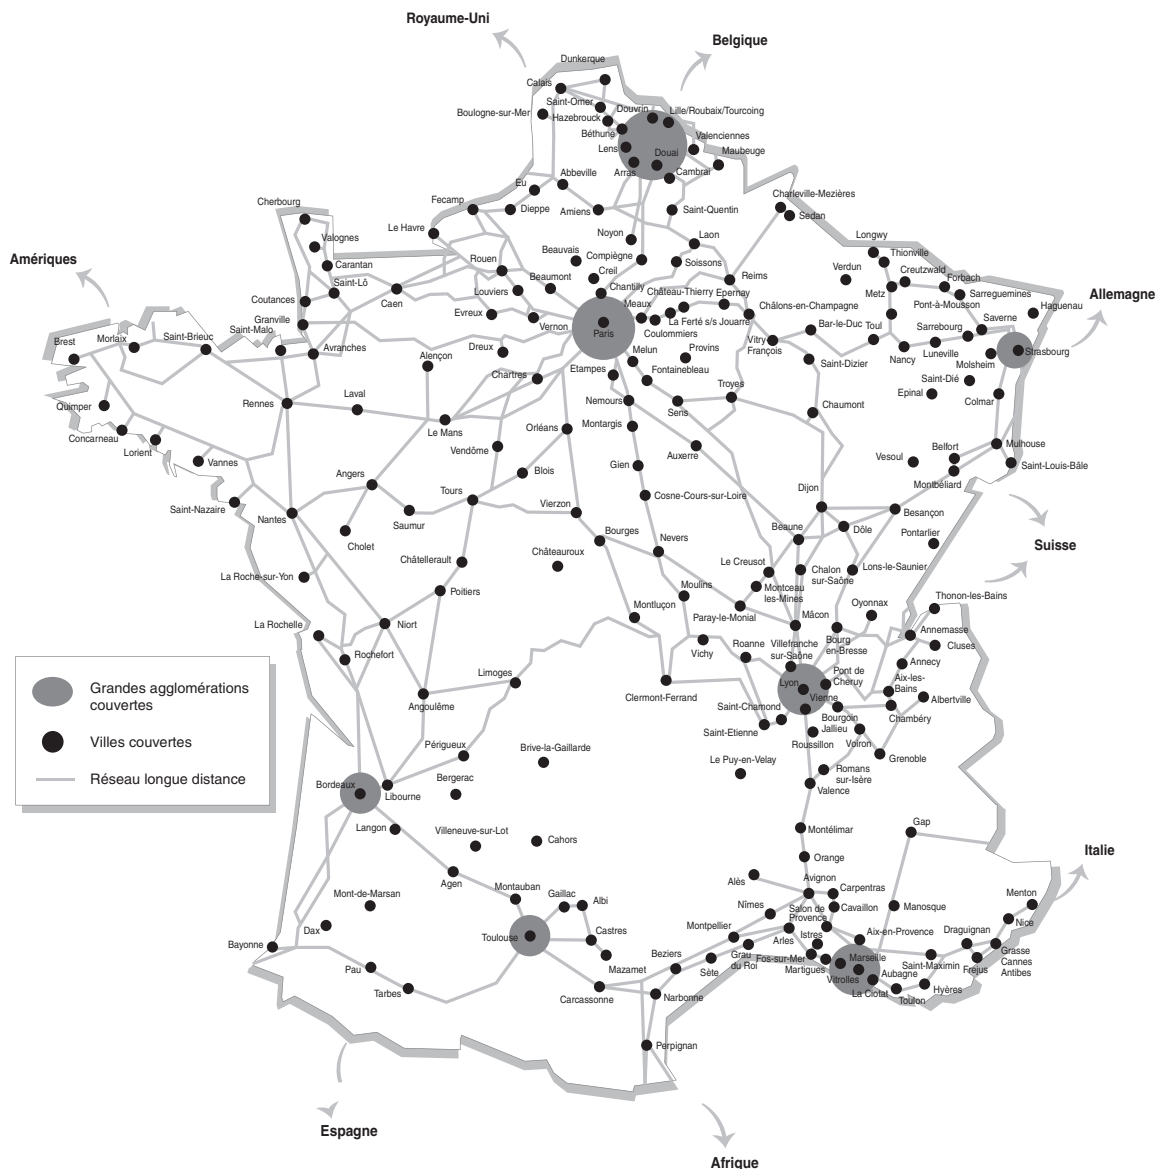 Royaume-Uni
Belgique
Dunkerque
Calais
Saint-Omer
Douvrin
Lille/Roubaix/Tourcoing
Boulogne-sur-Mer
Hazebrouck
Béthune
Valenciennes
Lens
Douai
Maubeuge
Arras
Cambrai
Eu
Abbeville
Charleville-Mezières
Cherbourg
Fecamp
Dieppe
Amiens
Saint-Quentin
Sedan
Le Havre
Noyon
Laon
Longwy
Valognes
Beauvais
Compiègne
Thionville
Amériques
Carantan
Rouen
Soissons
Verdun
Creutzwald
Forbach
Saint-Lô
Beaumont
Creil
Reims
Metz
Sarreguemines
Allemagne
Coutances
Caen
Louviers
Chantilly
Château-Thierry
Epernay
Pont-à-Mousson
Haguenau
Meaux
Châlons-en-Champagne
Granville
Evreux
Vernon
La Ferté s/s Jouarre
Saverne
Saint-Malo
Paris
Coulommiers
Bar-le-Duc
Toul
Sarrebourg
Brest
Morlaix
Saint-Brieuc
Avranches
Dreux
Vitry-
François
Nancy
Luneville
Strasbourg
Alençon
Melun
Provins
Saint-Dizier
Molsheim
Chartres
Etampes
Fontainebleau
Saint-Dié
Quimper
Rennes
Laval
Nemours
Troyes
Epinal
Colmar
Concarneau
Le Mans
Orléans
Montargis
Sens
Chaumont
Lorient
Vendôme
Auxerre
Belfort
Mulhouse
Vannes
Angers
Blois
Gien
Vesoul
Saint-Louis-Bâle
Montbéliard
Saint-Nazaire
Nantes
Saumur
Tours
Vierzon
Cosne-Cours-sur-Loire
Dijon
Besançon
Cholet
Bourges
Beaune
Dôle
Pontarlier
Suisse
Châtellerault
Châteauroux
Nevers
Le Creusot
Chalon
sur-Saône
Lons-le-Saunier
La Roche-sur-Yon
Poitiers
Moulins
Montceau
les-Mines
Oyonnax
Thonon-les-Bains
La Rochelle
Niort
Montluçon
Paray-le-Monial
Mâcon
Annemasse
Rochefort
Vichy
Roanne
Villefranche
sur-Saône
Bourg
en-Bresse
Cluses
Limoges
Pont de
Cheruy
Annecy
Grandes agglomérations
couvertes
Angoulême
Clermont-Ferrand
Lyon
Vienne
Aix-les-
Bains
Albertville
Saint-Chamond
Bourgoin
Jallieu
Chambéry
Villes couvertes
Périgueux
Brive-la-Gaillarde
Saint-Etienne
Roussillon
Voiron
Grenoble
Réseau longue distance
Bergerac
Le Puy-en-Velay
Romans
sur-Isère
Bordeaux
Libourne
Valence
Langon
Villeneuve-sur-Lot
Cahors
Montélimar
Gap
Agen
Orange
Italie
Montauban
Gaillac
Albi
Alès
Avignon
Carpentras
Menton
Mont-de-Marsan
Nîmes
Salon de
Provence
Cavaillon
Manosque
Nice
Dax
Toulouse
Castres
Montpellier
Arles
Istres
Aix-en-Provence
Draguignan
Bayonne
Mazamet
Beziers
Grau
du Roi
Fos-sur-Mer
Marseille
Grasse
Cannes
Antibes
Pau
Sète
Martigues
Vitrolles
Aubagne
Saint-Maximin
Fréjus
Tarbes
Carcassonne
Narbonne
La Ciotat
Toulon
Hyères
Perpignan
Espagne
Afrique